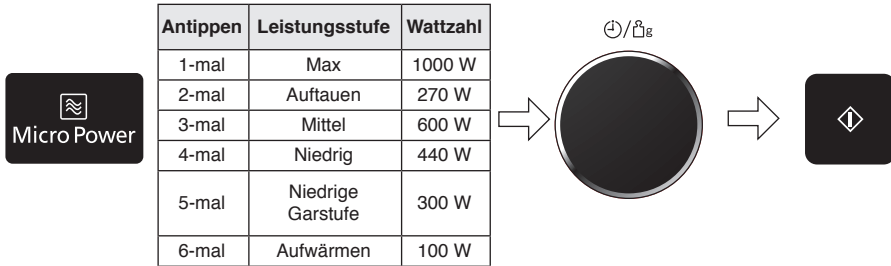 Micro Power
Antippen Leistungsstufe Wattzahl
1-mal Max 1000 W
2-mal Auftauen 270 W
3-mal Mittel 600 W
4-mal Niedrig 440 W
5-mal Niedrige Garstufe 300 W
6-mal Aufwärmen 100 W
/ g